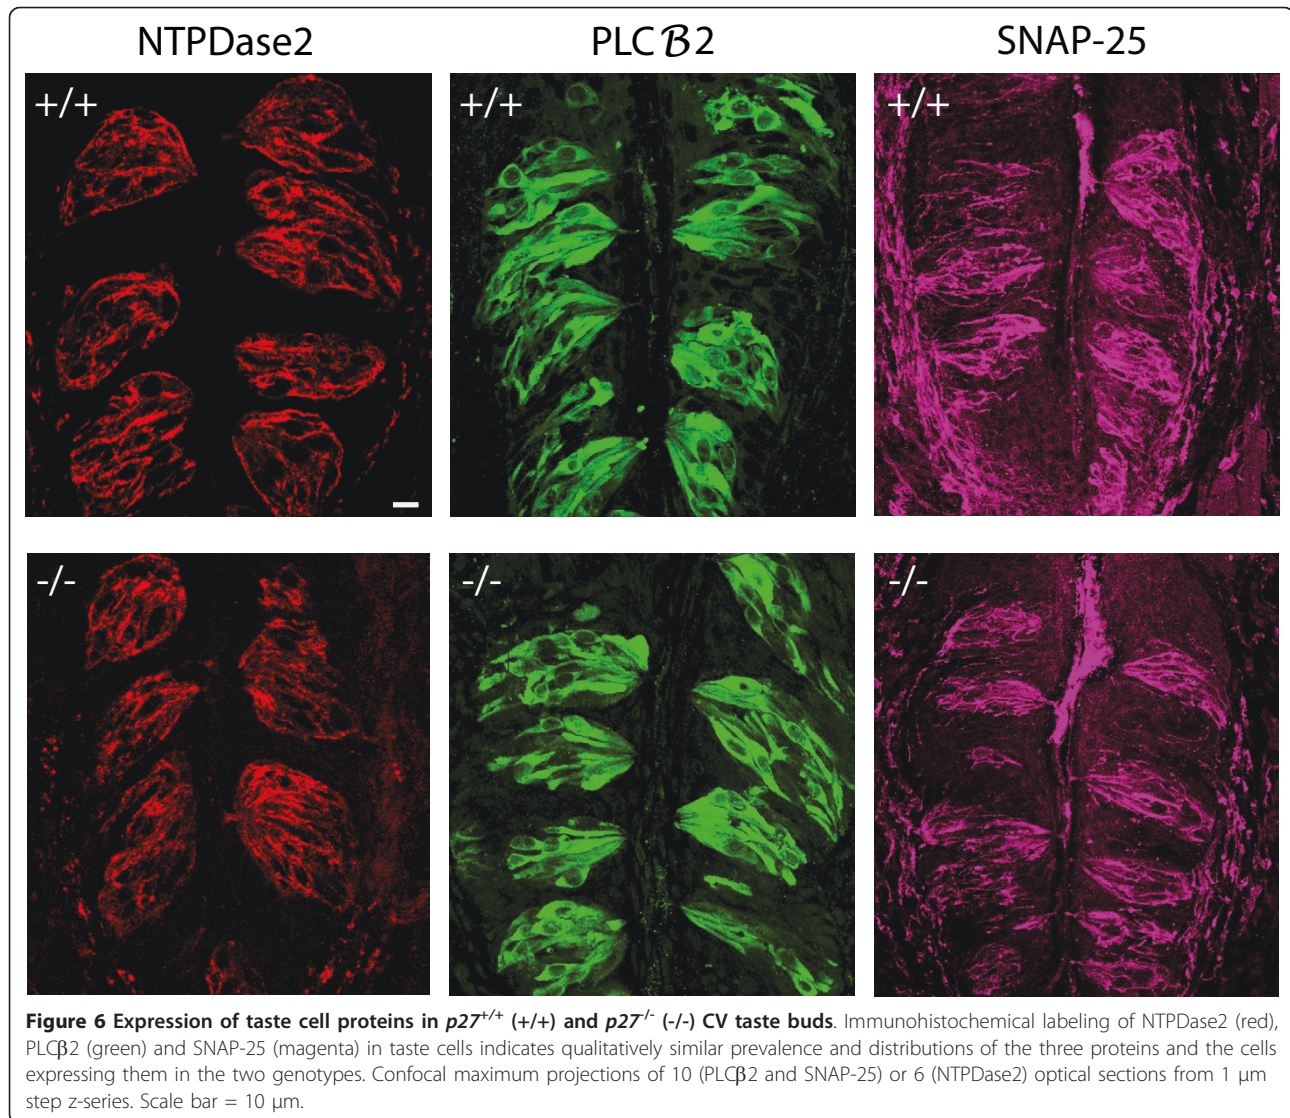 NTPDase2 PLCℬ2 SNAP-25
+/+ +/+ +/+
-/- -/- -/-
Figure 6 Expression of taste cell proteins in p27+/+ (+/+) and p27-/- (-/-) CV taste buds. Immunohistochemical labeling of NTPDase2 (red),
PLCβ2 (green) and SNAP-25 (magenta) in taste cells indicates qualitatively similar prevalence and distributions of the three proteins and the cells
expressing them in the two genotypes. Confocal maximum projections of 10 (PLCβ2 and SNAP-25) or 6 (NTPDase2) optical sections from 1 μm
step z-series. Scale bar = 10 μm.